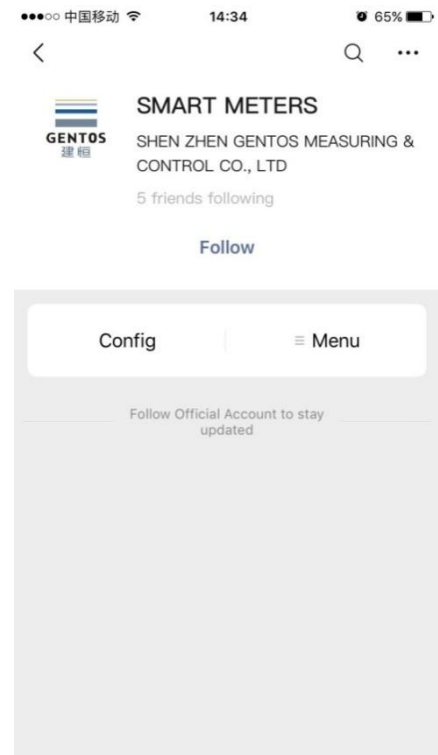 中国移动 14:34 65%
SMART METERS
GENTOS
建恒
SHEN ZHEN GENTOS MEASURING &
CONTROL CO., LTD
5 friends following
Follow
Config Menu
Follow Official Account to stay
updated